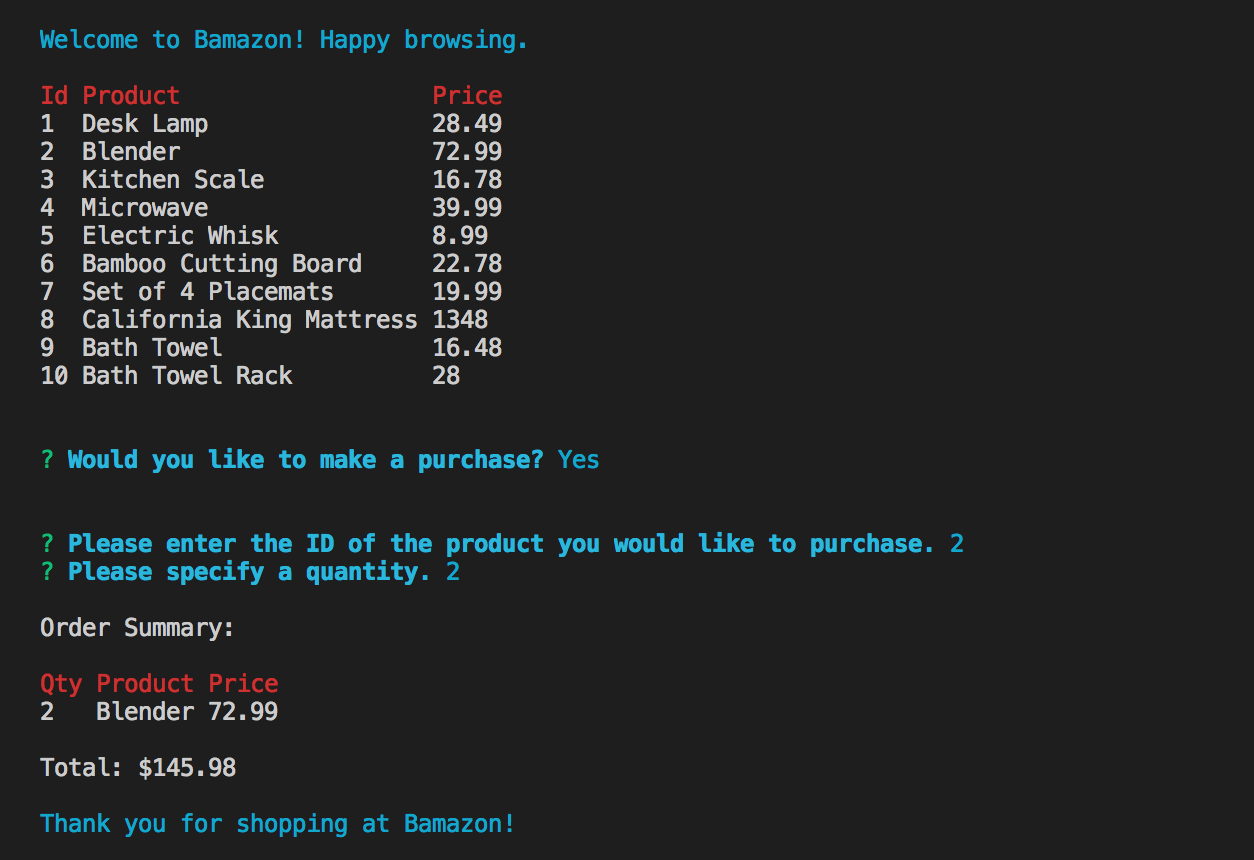 Welcome to Bamazon! Happy browsing.
Id Product Price
1 Desk Lamp 28.49
2 Blender 72.99
3 Kitchen Scale 16.78
4 Microwave 39.99
5 Electric Whisk 8.99
6 Bamboo Cutting Board 22.78
7 Set of 4 Placemats 19.99
8 California King Mattress 1348
9 Bath Towel 16.48
10 Bath Towel Rack 28
? Would you like to make a purchase? Yes
? Please enter the ID of the product you would like to purchase. 2
? Please specify a quantity. 2
Order Summary:
Qty Product Price
2 Blender 72.99
Total: $145.98
Thank you for shopping at Bamazon!